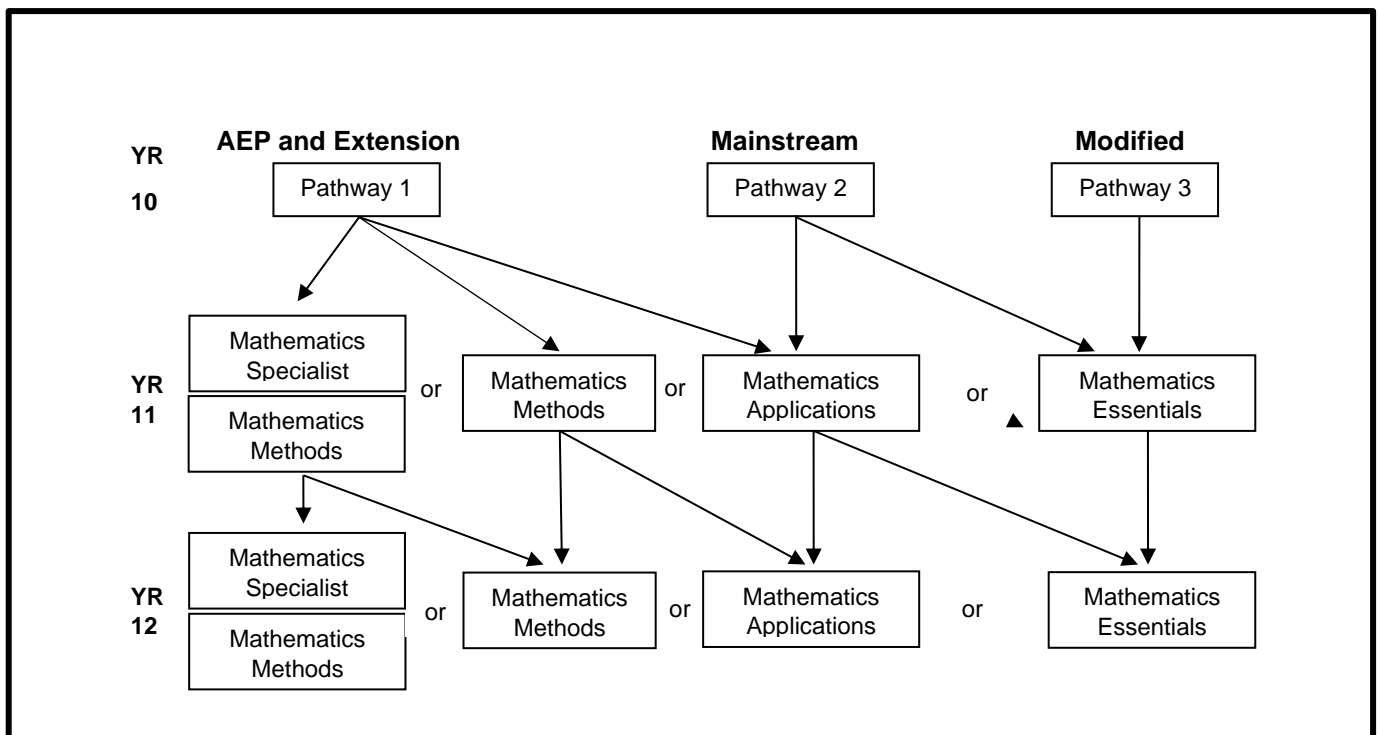 YR
10
AEP and Extension
Mainstream
Modified
Pathway 1
Pathway 2
Pathway 3
YR
11
Mathematics
Specialist
Mathematics
Methods
or
Mathematics
Methods
or
Mathematics
Applications
or
Mathematics
Essentials
YR
12
Mathematics
Specialist
Mathematics
Methods
or
Mathematics
Methods
or
Mathematics
Applications
or
Mathematics
Essentials